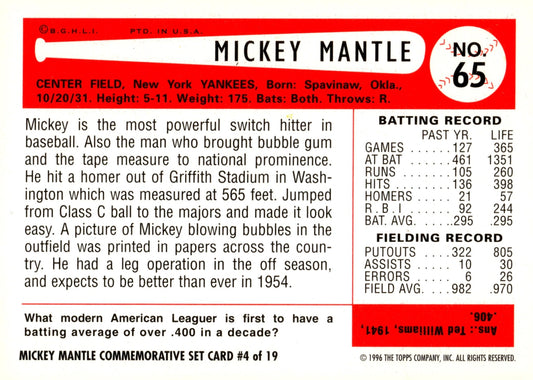 ©B.G.H.L.I. PTD. IN U.S.A.
MICKEY MANTLE
NO. 65
CENTER FIELD, New York YANKEES, Born: Spavinaw, Okla.,
10/20/31. Height: 5-11. Weight: 175. Bats: Both. Throws: R.
Mickey is the most powerful switch hitter in
baseball. Also the man who brought bubble gum
and the tape measure to national prominence.
He hit a homer out of Griffith Stadium in Wash-
ington which was measured at 565 feet. Jumped
from Class C ball to the majors and made it look
easy. A picture of Mickey blowing bubbles in the
outfield was printed in papers across the coun-
try. He had a leg operation in the off season,
and expects to be better than ever in 1954.
BATTING RECORD
PAST YR. LIFE
GAMES 127 365
AT BAT 461 1351
RUNS 105 260
HITS 136 398
HOMERS 21 57
R.B.I 92 244
BAT. AVG. .295 .295
FIELDING RECORD
PUTOUTS 322 805
ASSISTS 10 30
ERRORS 6 26
FIELD AVG. .982 .970
What modern American Leaguer is first to have a
batting average of over .400 in a decade?
Ans.: Ted Williams, 1941,
.406.
MICKEY MANTLE COMMEMORATIVE SET CARD #4 of 19
© 1996 THE TOPPS COMPANY, INC. ALL RIGHTS RESERVED.